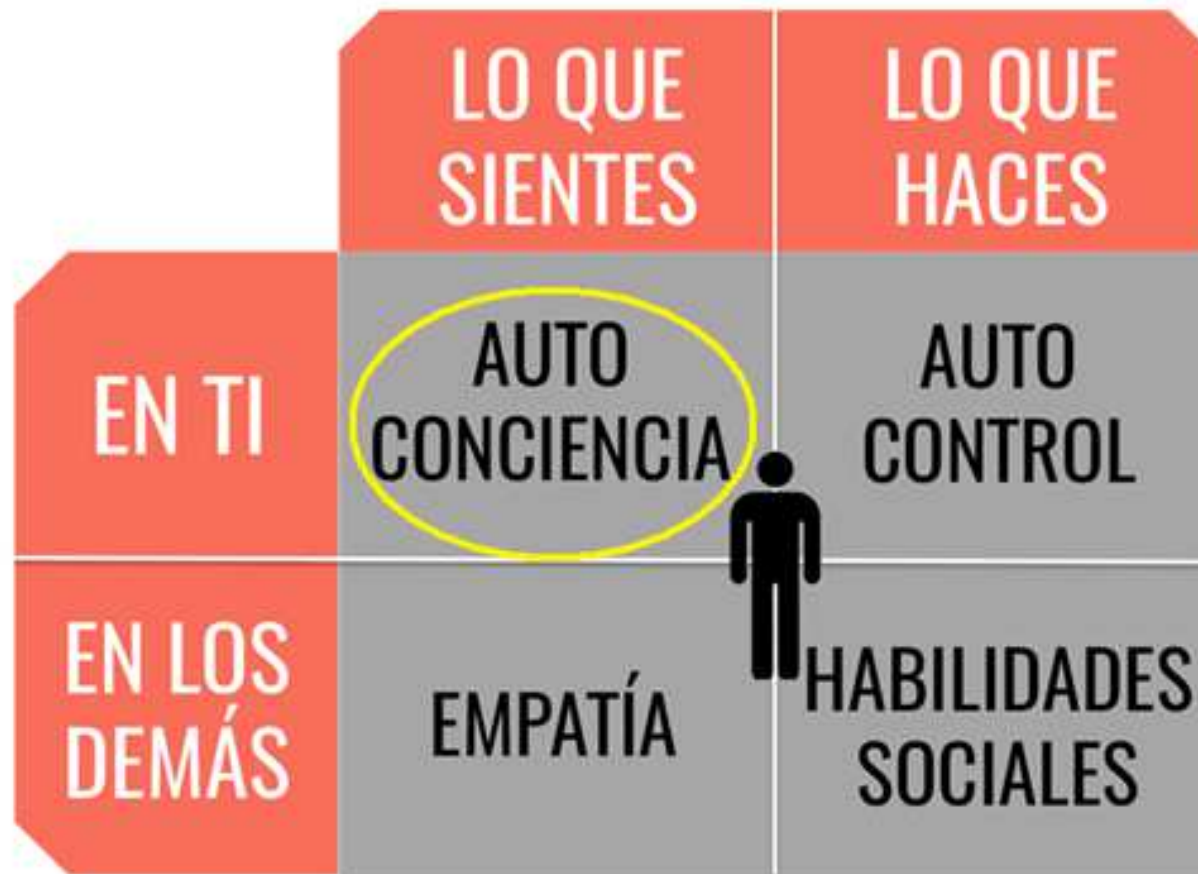 LO QUE
SIENTES
LO QUE
HACES
EN TI
AUTO
CONCIENCIA
AUTO
CONTROL
EN LOS
DEMÁS
EMPATÍA
HABILIDADES
SOCIALES